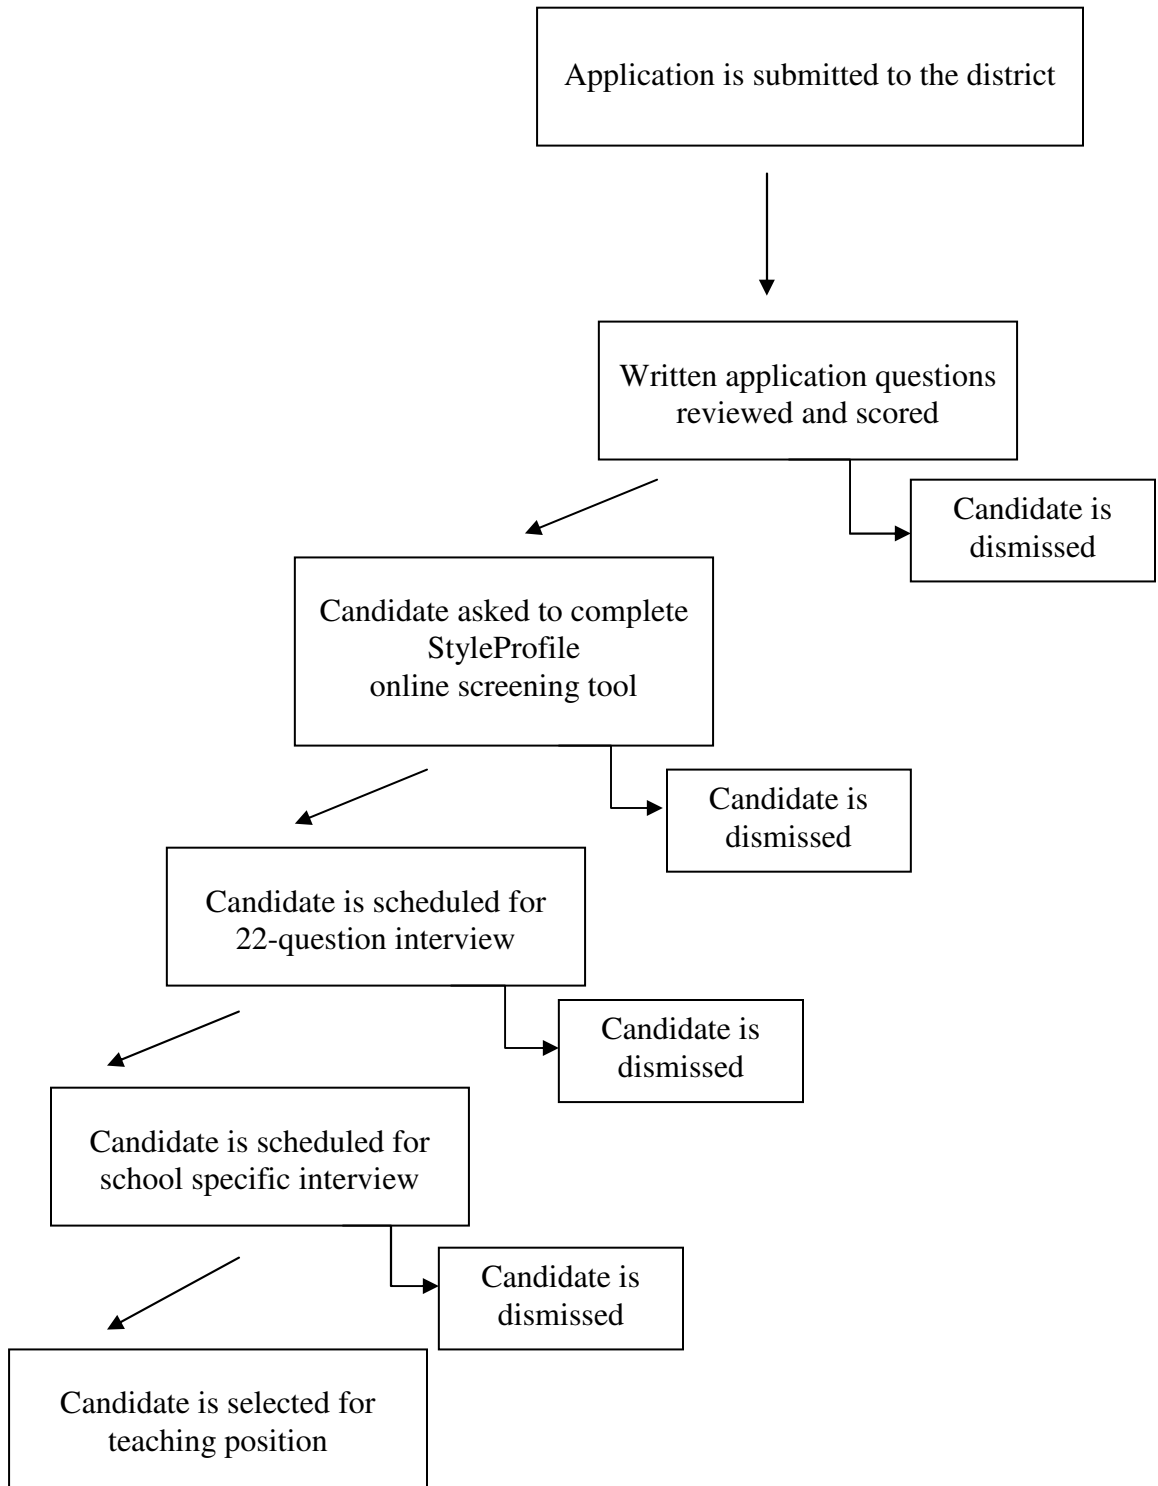 Application is submitted to the district
Written application questions
reviewed and scored
Candidate is
dismissed
Candidate asked to complete
StyleProfile
online screening tool
Candidate is
dismissed
Candidate is scheduled for
22-question interview
Candidate is
dismissed
Candidate is scheduled for
school specific interview
Candidate is
dismissed
Candidate is selected for
teaching position